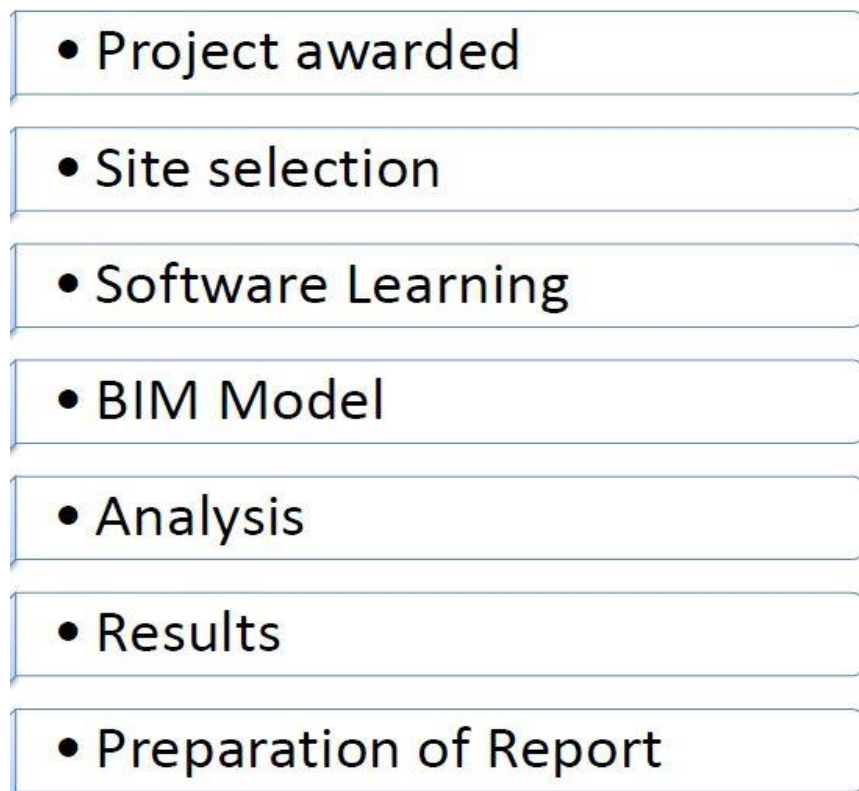 • Project awarded
• Site selection
• Software Learning
• BIM Model
• Analysis
• Results
• Preparation of Report